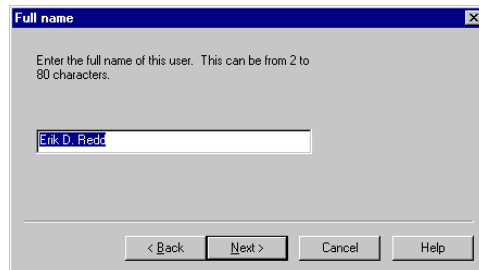 Full name
Enter the full name of this user. This can be from 2 to
80 characters.
Erik D. Redd
< Back
Next >
Cancel
Help